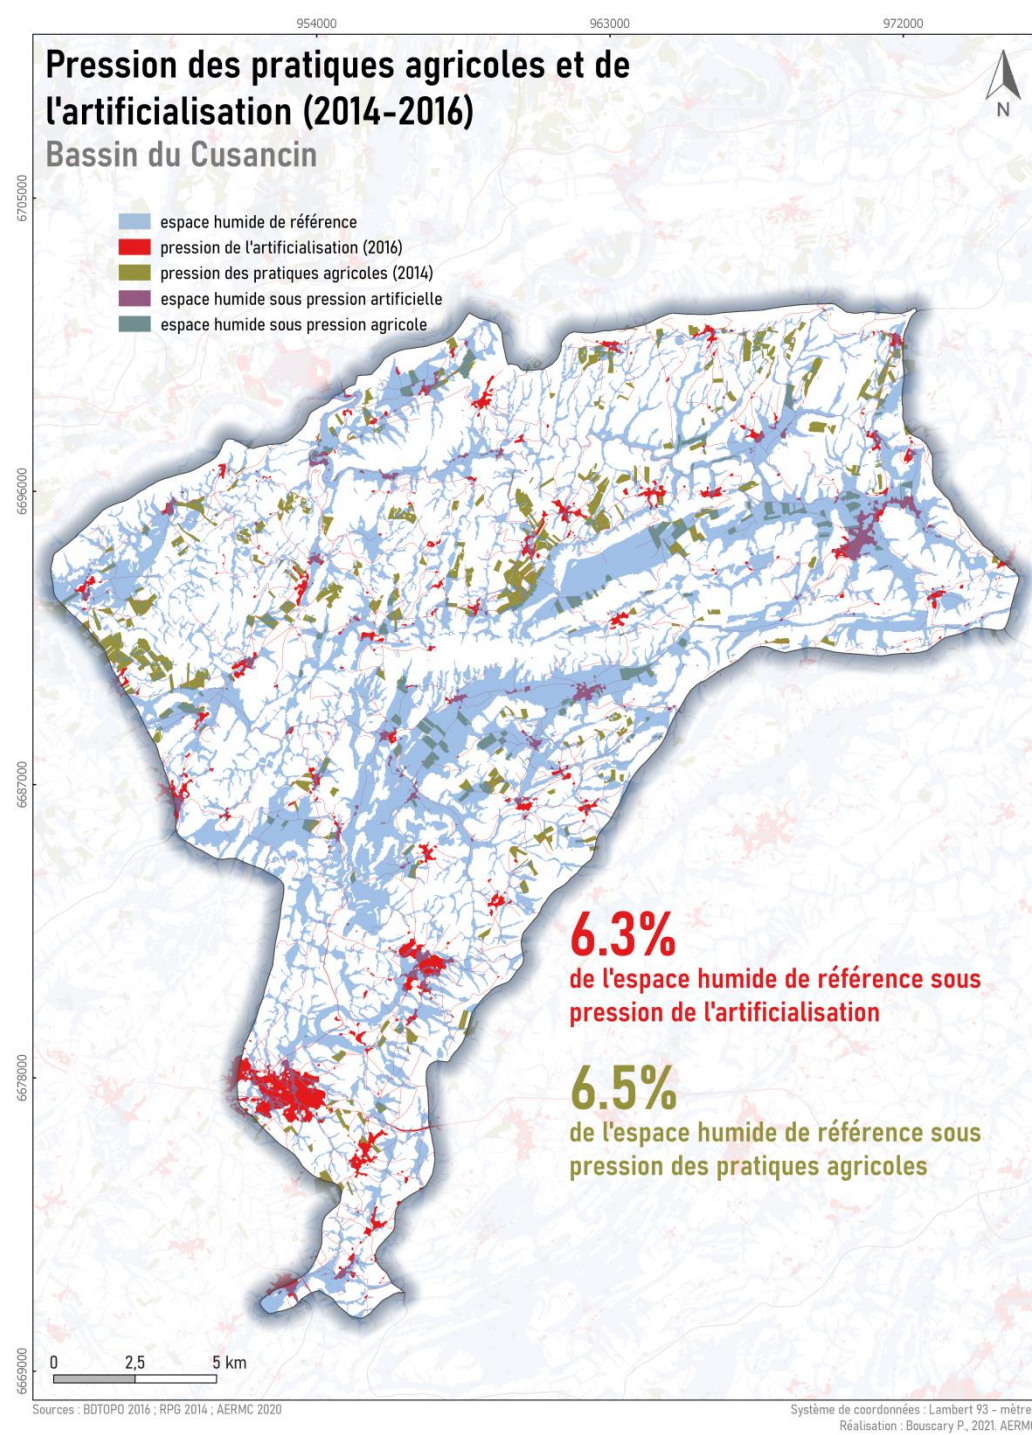 954000
963000
972000
Pression des pratiques agricoles et de
l'artificialisation (2014-2016)
Bassin du Cusancin
N
6705000
espace humide de référence
pression de l'artificialisation (2016)
pression des pratiques agricoles (2014)
espace humide sous pression artificielle
espace humide sous pression agricole
6696000
6687000
6.3%
de l'espace humide de référence sous
pression de l'artificialisation
6678000
6.5%
de l'espace humide de référence sous
pression des pratiques agricoles
6669000
0 2,5 5 km
Sources : BDTOPO 2016 ; RPG 2014 ; AERMC 2020
Système de coordonnées : Lambert 93 - mètre
Réalisation : Bouscary P., 2021. AERM